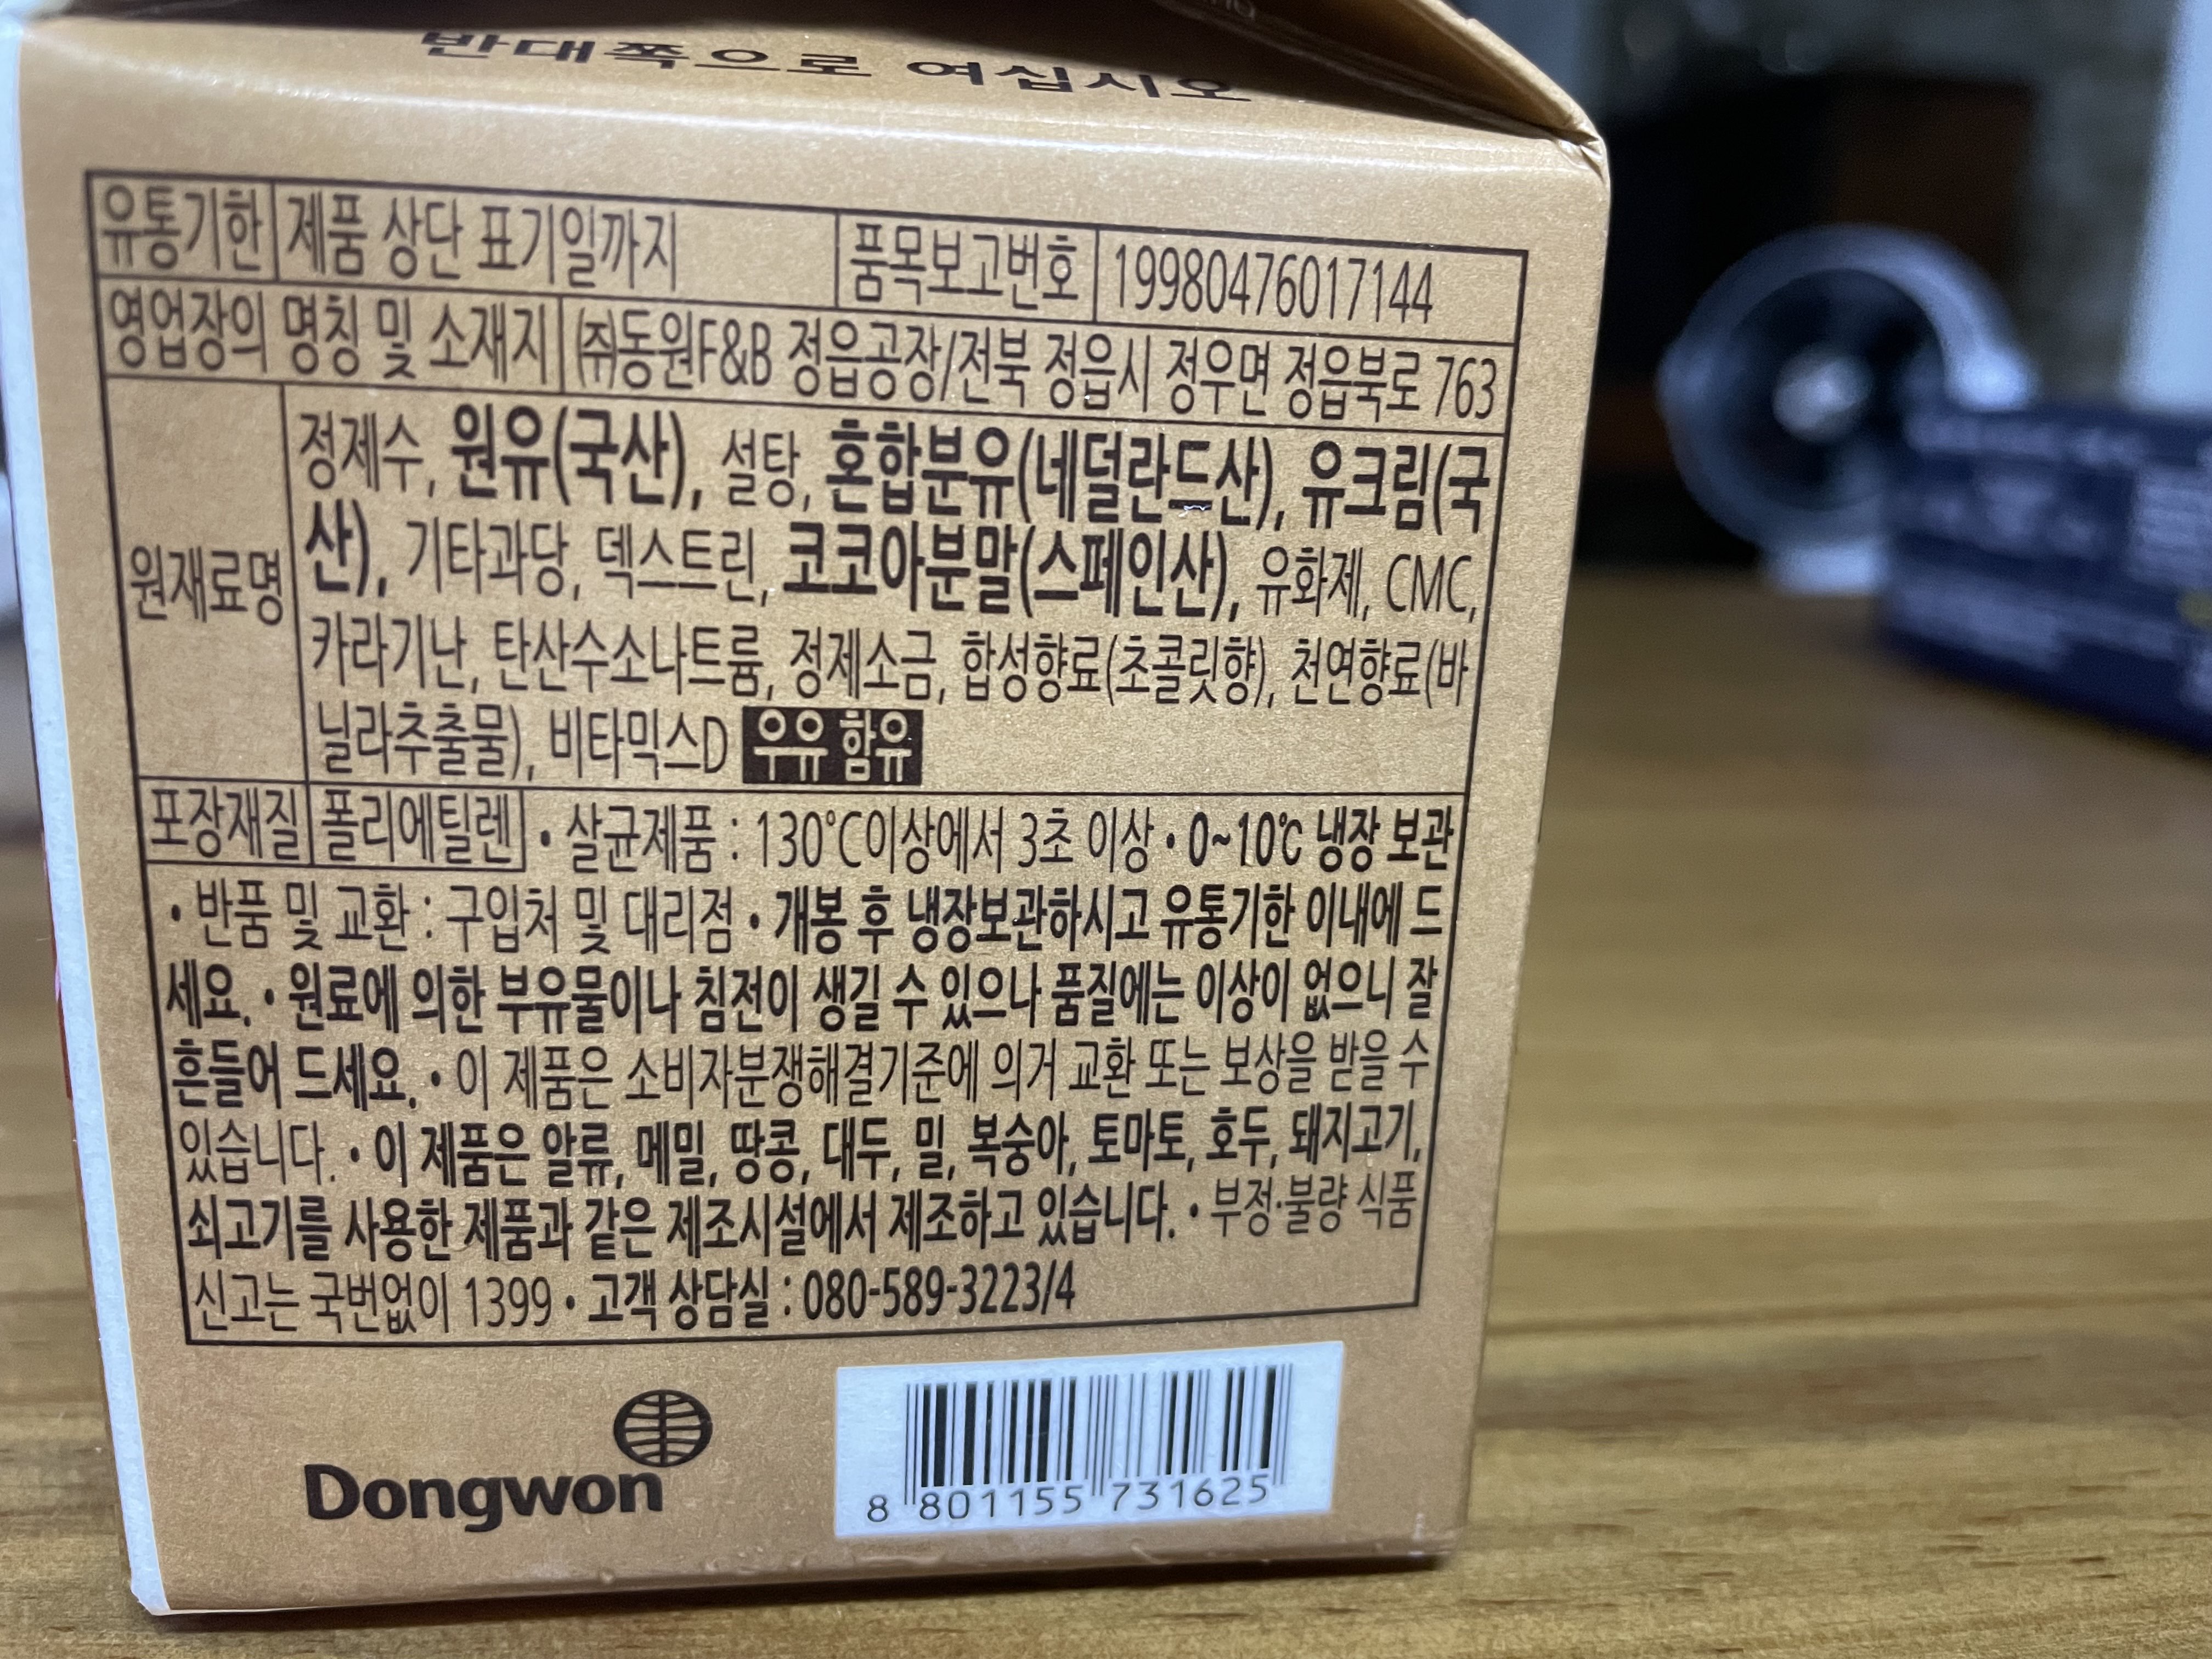 반대쪽으로 여십시오
유통기한 제품 상단 표기일까지 품목보고번호 19980476017144
영업장의 명칭 및 소재지 ㈜동원F&B 정읍공장/전북 정읍시 정우면 정읍북로 763
원재료명 정제수, 원유(국산), 설탕, 혼합분유(네덜란드산), 유크림(국
산), 기타과당, 덱스트린, 코코아분말(스페인산), 유화제, CMC,
카라기난, 탄산수소나트륨, 정제소금, 합성향료(초콜릿향), 천연향료(바
닐라추출물), 비타믹스D 우유 함유
포장재질 폴리에틸렌 • 살균제품 : 130℃이상에서 3초 이상 • 0~10℃ 냉장 보관
• 반품 및 교환 : 구입처 및 대리점 • 개봉 후 냉장보관하시고 유통기한 이내에 드
세요. • 원료에 의한 부유물이나 침전이 생길 수 있으나 품질에는 이상이 없으니 잘
흔들어 드세요. • 이 제품은 소비자분쟁해결기준에 의거 교환 또는 보상을 받을 수
있습니다. • 이 제품은 알류, 메밀, 땅콩, 대두, 밀, 복숭아, 토마토, 호두, 돼지고기,
쇠고기를 사용한 제품과 같은 제조시설에서 제조하고 있습니다. • 부정·불량 식품
신고는 국번없이 1399 • 고객 상담실 : 080-589-3223/4
Dongwon
8 801155 731625